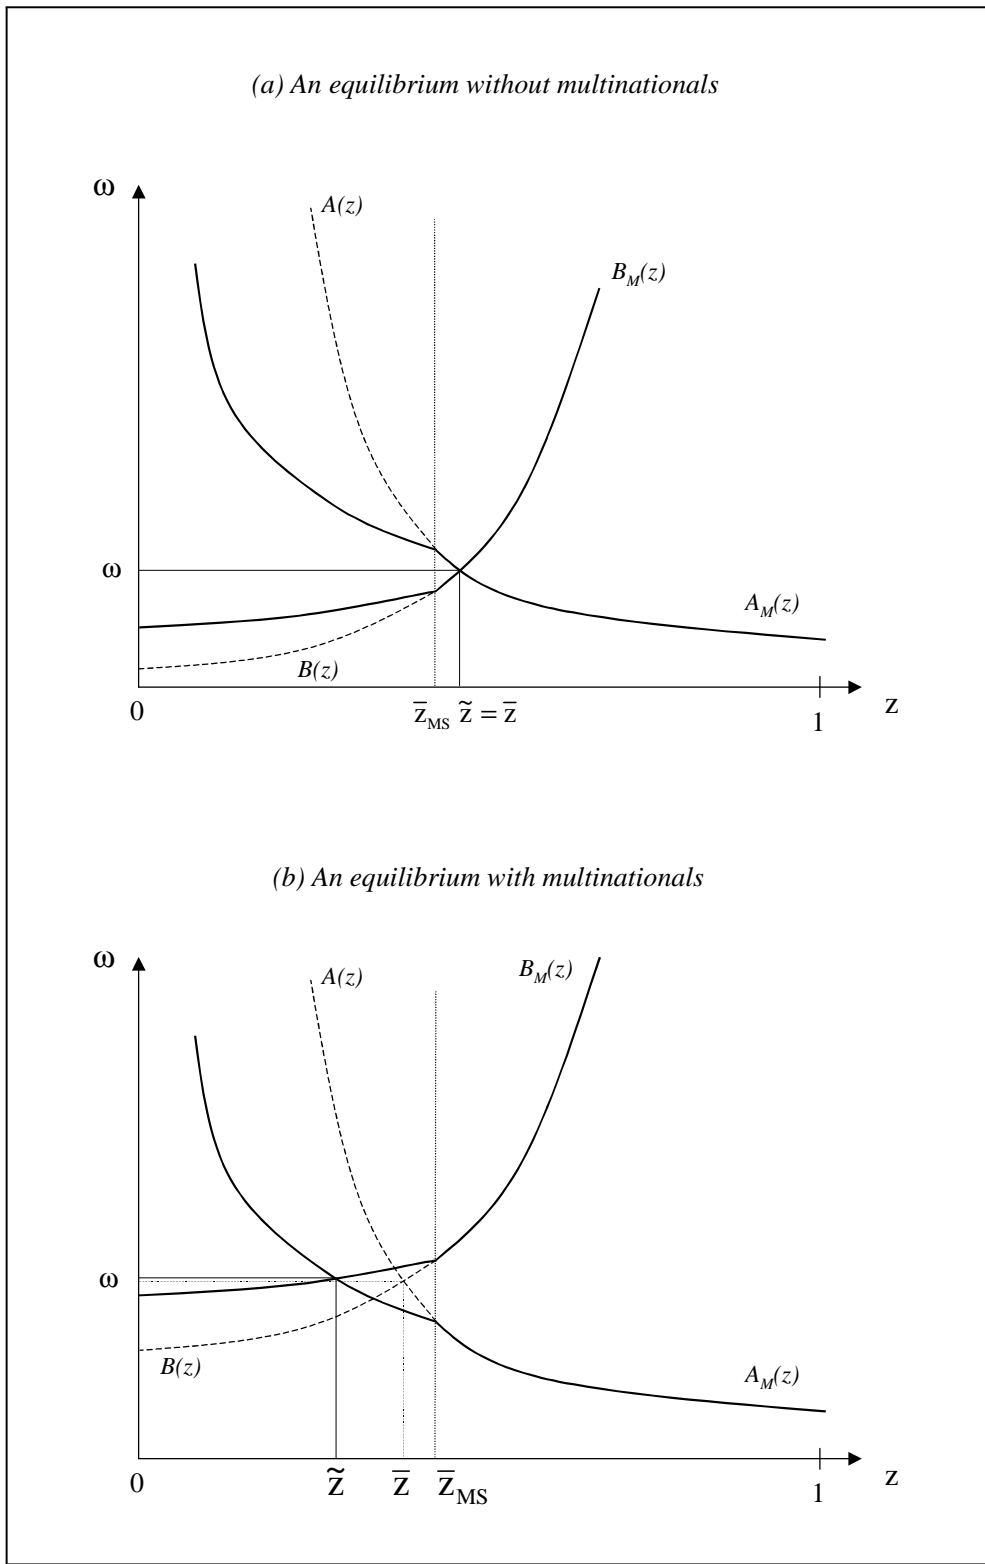 (a) An equilibrium without multinationals
ω
A(z)
B_M(z)
ω
A_M(z)
B(z)
0
z̄_MS z̃ = z̄
1
z
(b) An equilibrium with multinationals
ω
A(z)
B_M(z)
ω
B(z)
A_M(z)
0
z̃ z̄ z̄_MS
1
z